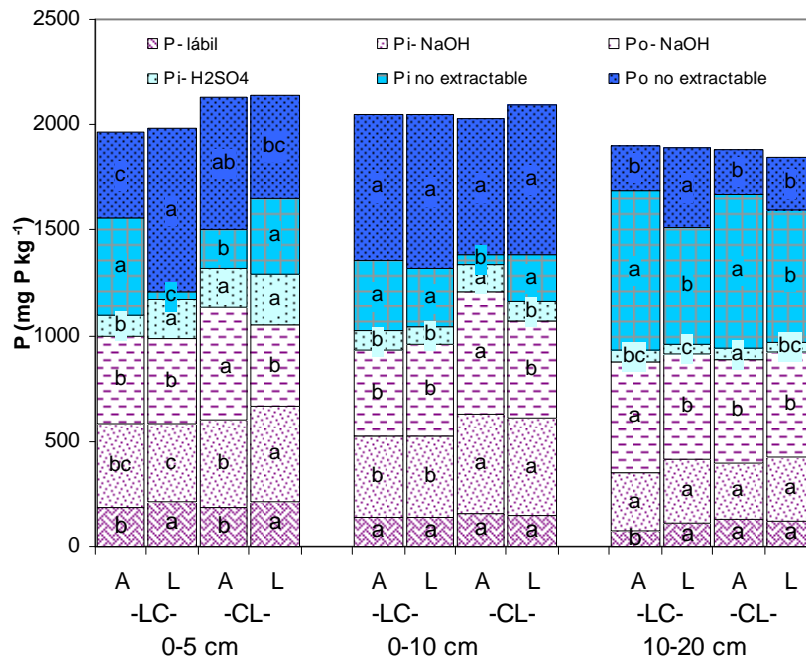 2500
P- lábil
Pi- NaOH
Po- NaOH
Pi- H2SO4
Pi no extractable
Po no extractable
2000
1500
1000
500
0
P (mg P kg⁻¹)
c a ab bc a a a a b a b b
a c b a a a b a a b a b
b a a a b b a b bc c a bc
b b a b b b a b a b b b
bc c b a b b a a a a a a
b a b a a a a a b a a a
A L A L A L A L A L A L
-LC- -CL- -LC- -CL- -LC- -CL-
0-5 cm 0-10 cm 10-20 cm